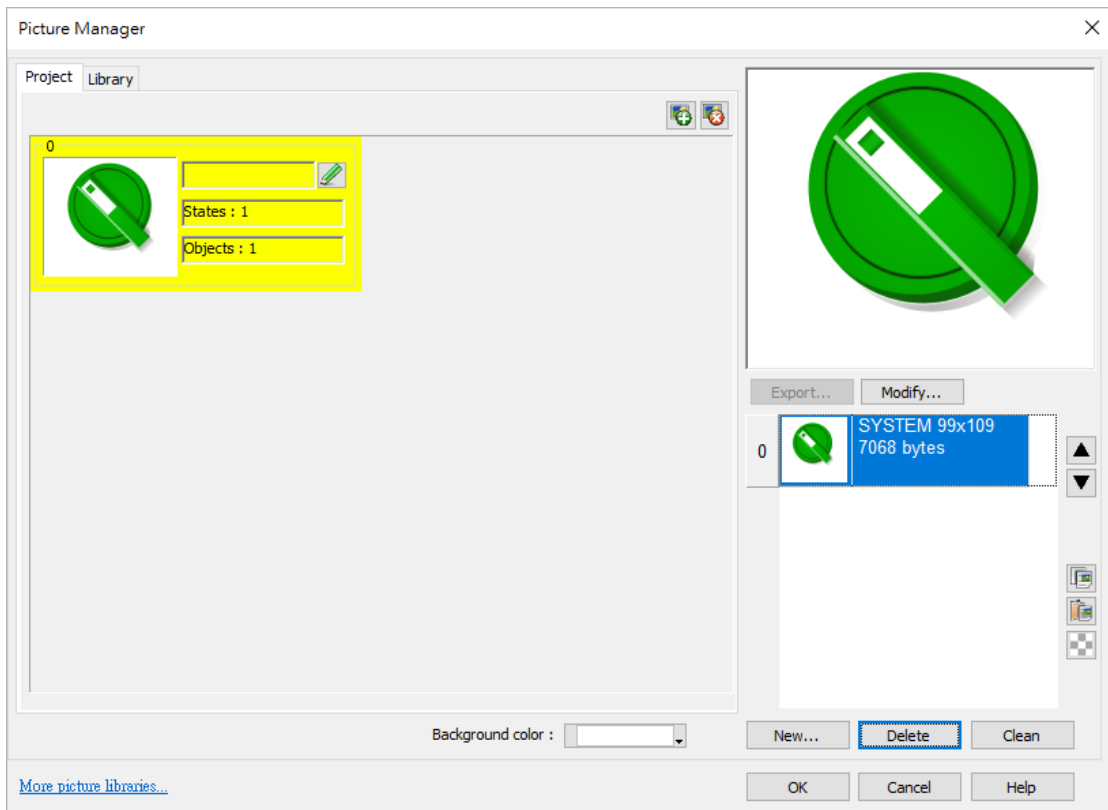 Picture Manager
Project
Library
0
States : 1
Objects : 1
Export...
Modify...
0
SYSTEM 99x109
7068 bytes
Background color :
New...
Delete
Clean
More picture libraries...
OK
Cancel
Help